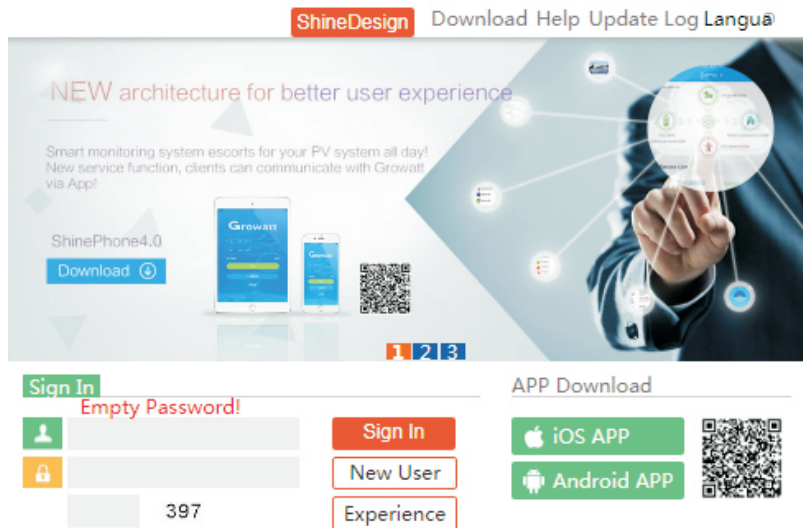 ShineDesign Download Help Update Log Langua
NEW architecture for better user experience
Smart monitoring system escorts for your PV system all day!
New service function, clients can communicate with Growatt
via App!
ShinePhone4.0
Download
Growatt
Growatt
1 2 3
Sign In
APP Download
Empty Password!
Sign In
iOS APP
New User
Android APP
397
Experience